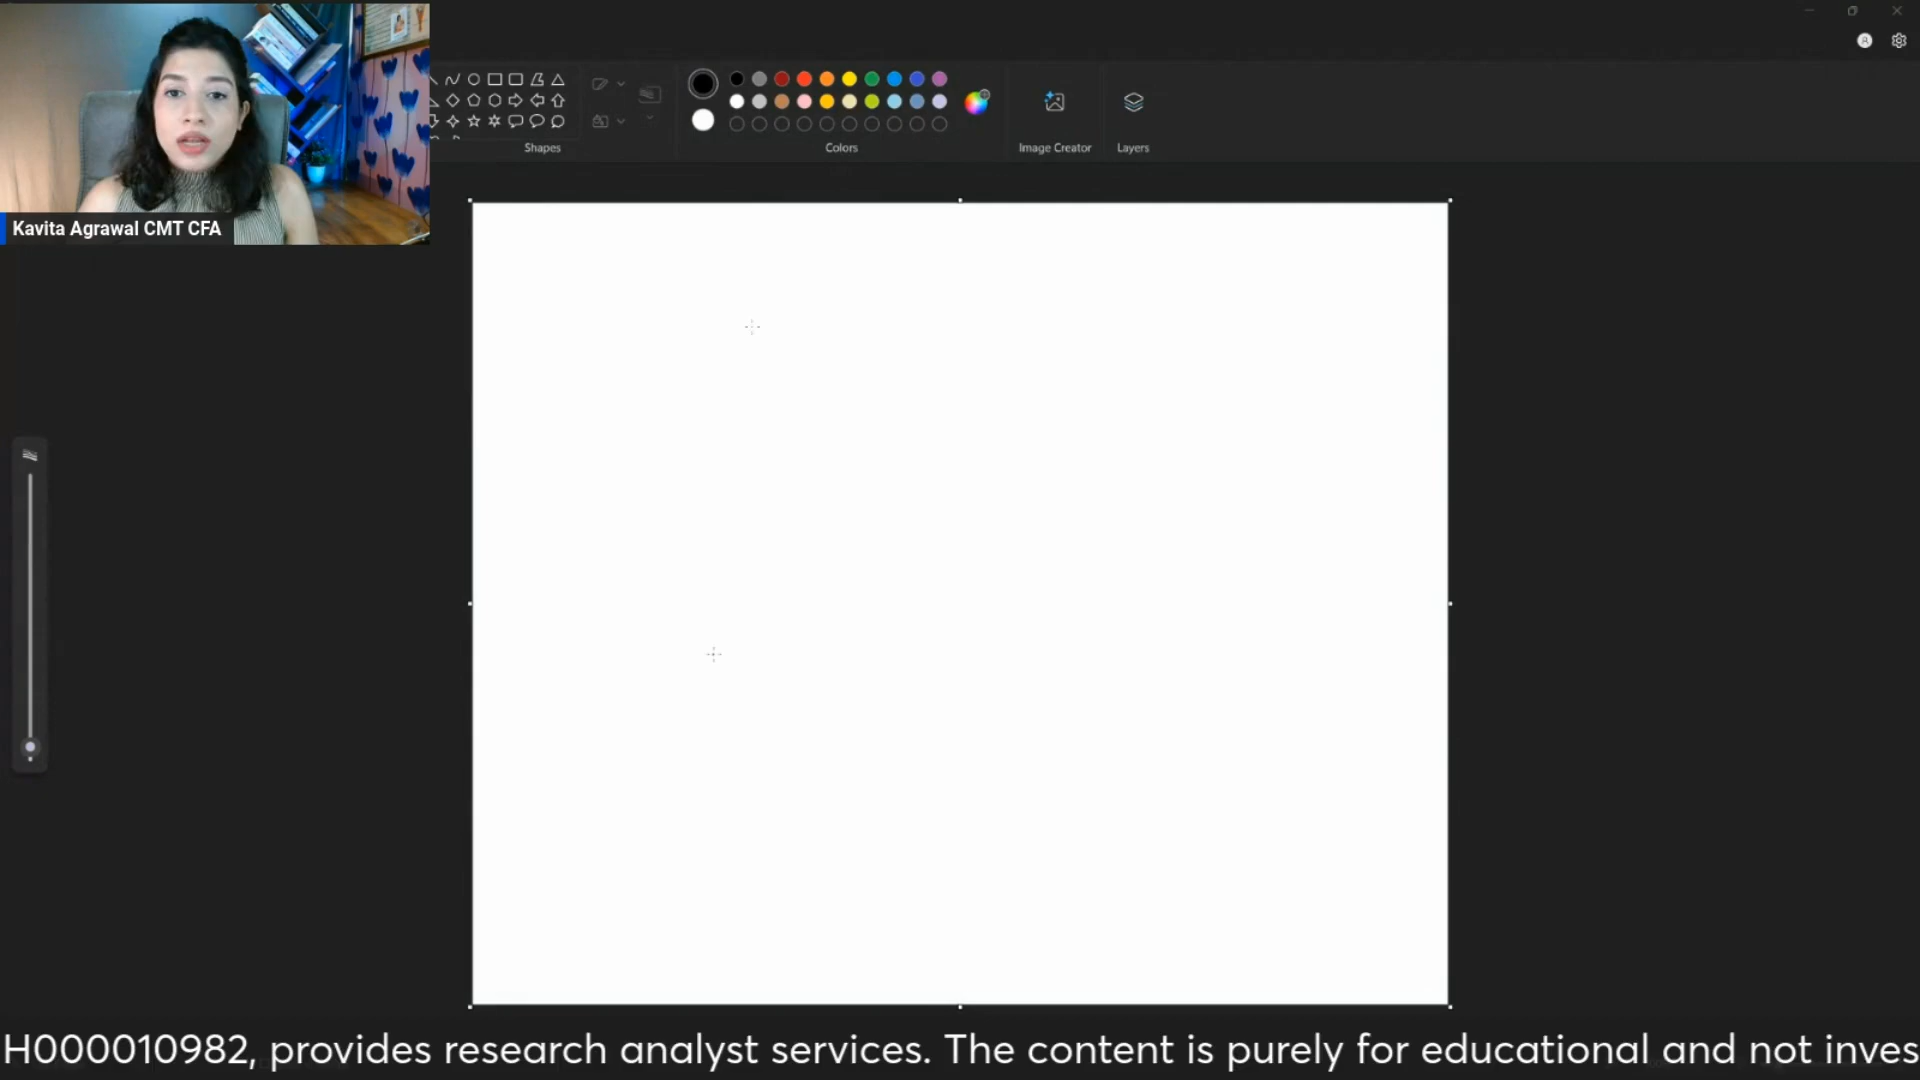 Kavita Agrawal CMT CFA
Shapes
Colors
Image Creator
Layers
H000010982, provides research analyst services. The content is purely for educational and not inves